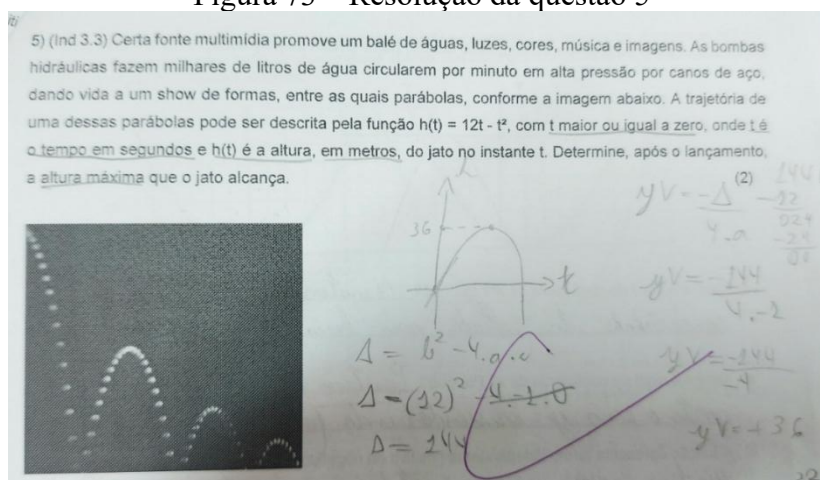 Figura 73 – Resolução da questão 5
5) (Ind 3.3) Certa fonte multimídia promove um balé de águas, luzes, cores, música e imagens. As bombas
hidráulicas fazem milhares de litros de água circularem por minuto em alta pressão por canos de aço,
dando vida a um show de formas, entre as quais parábolas, conforme a imagem abaixo. A trajetória de
uma dessas parábolas pode ser descrita pela função h(t) = 12t - t², com t maior ou igual a zero, onde t é
o tempo em segundos e h(t) é a altura, em metros, do jato no instante t. Determine, após o lançamento,
a altura máxima que o jato alcança.
(2)
h
36
t
Δ = b² - 4.a.c
Δ = (12)² - 4.-1.0
Δ = 144
yV = -Δ
4.a
yV = -144
4.-1
yV = -144
-4
yV = +36
144